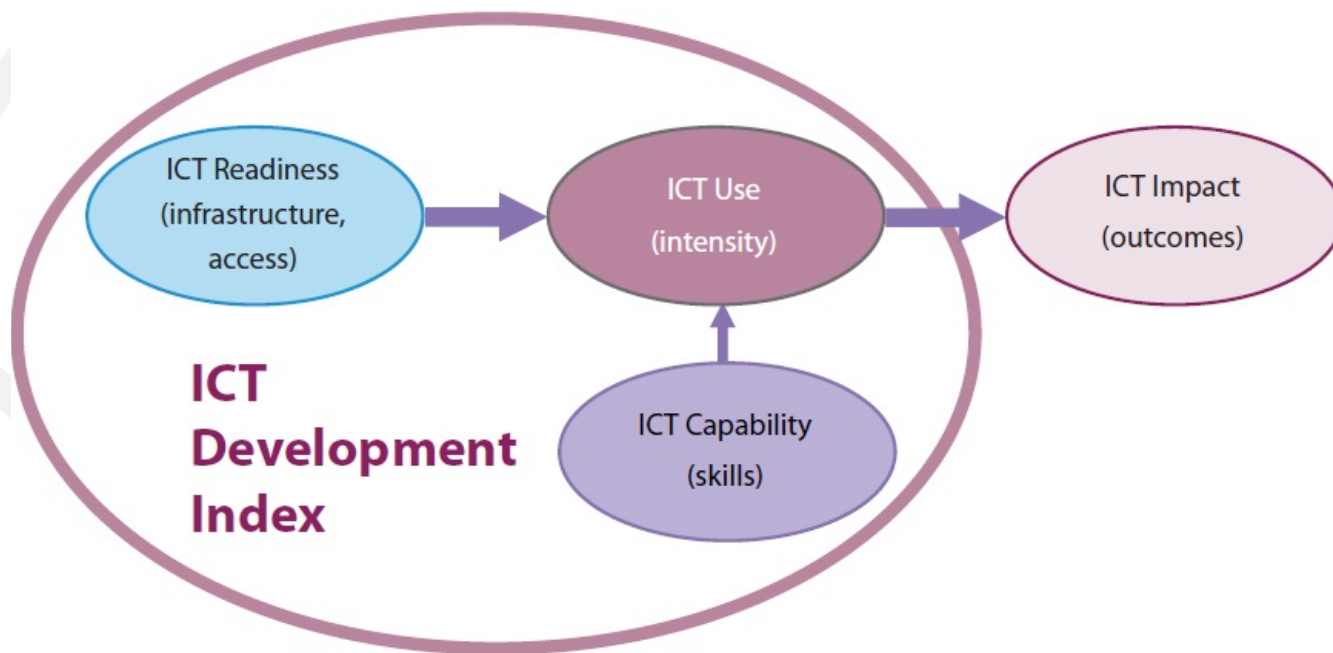 ICT Readiness
(infrastructure,
access)
ICT Use
(intensity)
ICT Impact
(outcomes)
ICT
Development
Index
ICT Capability
(skills)